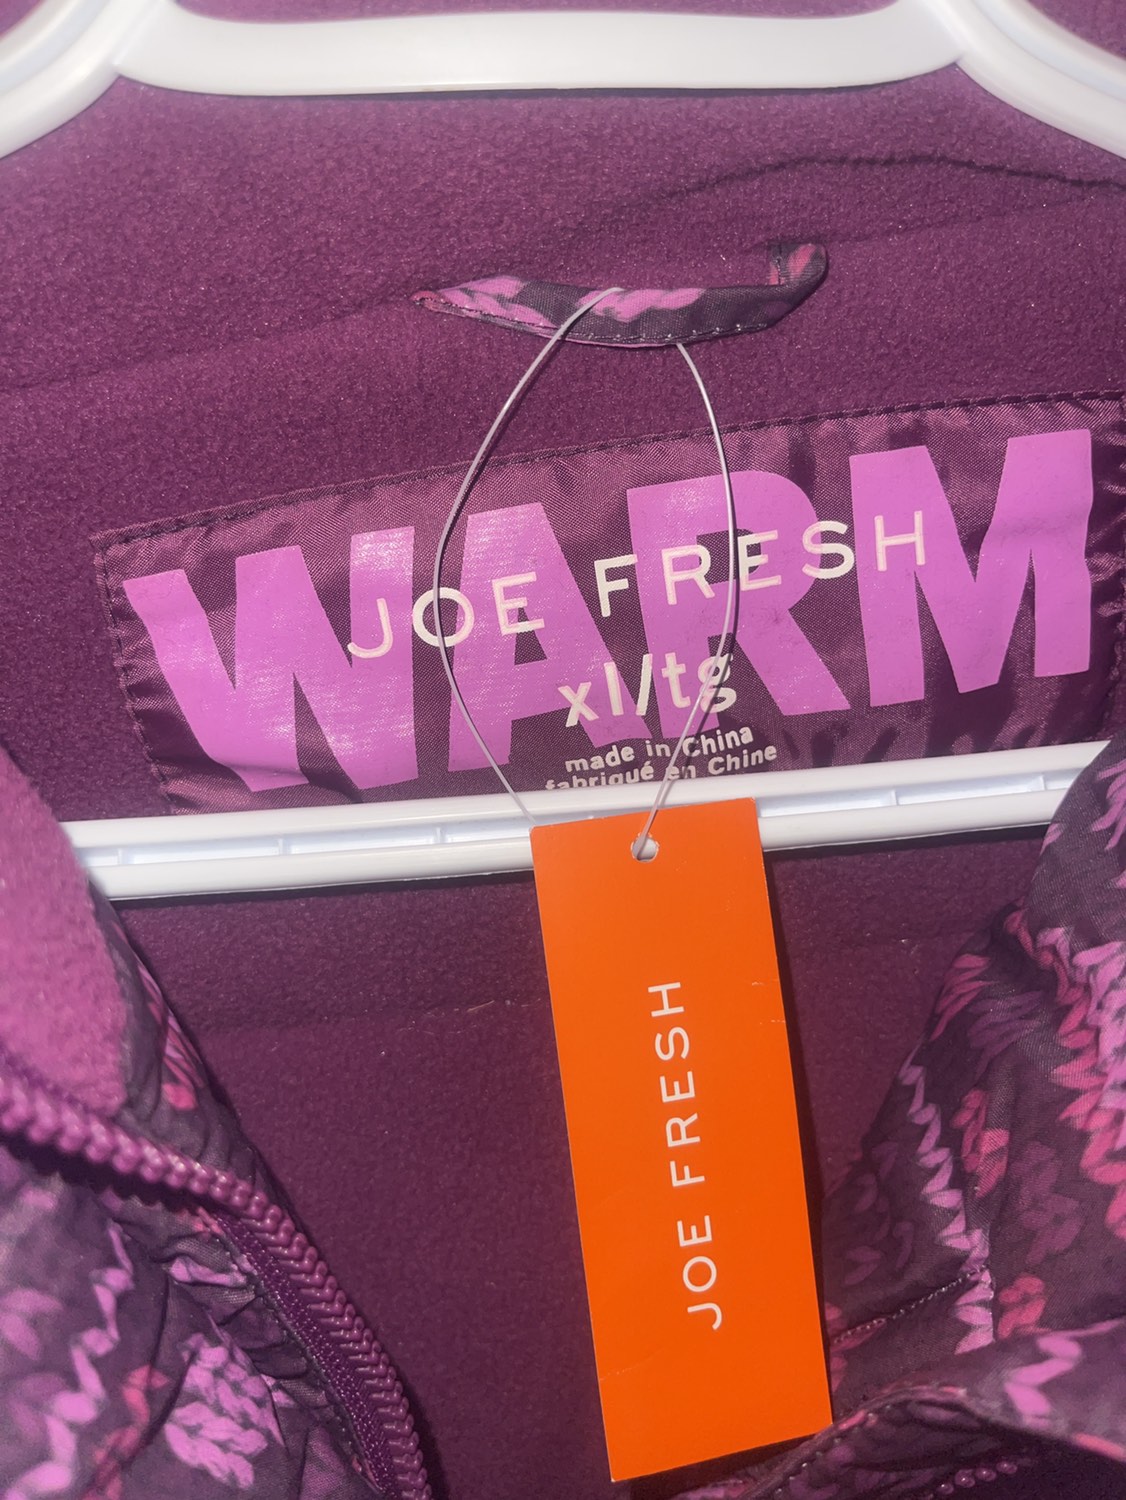 WARM
JOE FRESH
xl/tg
made in China
fabriqué en Chine
JOE FRESH